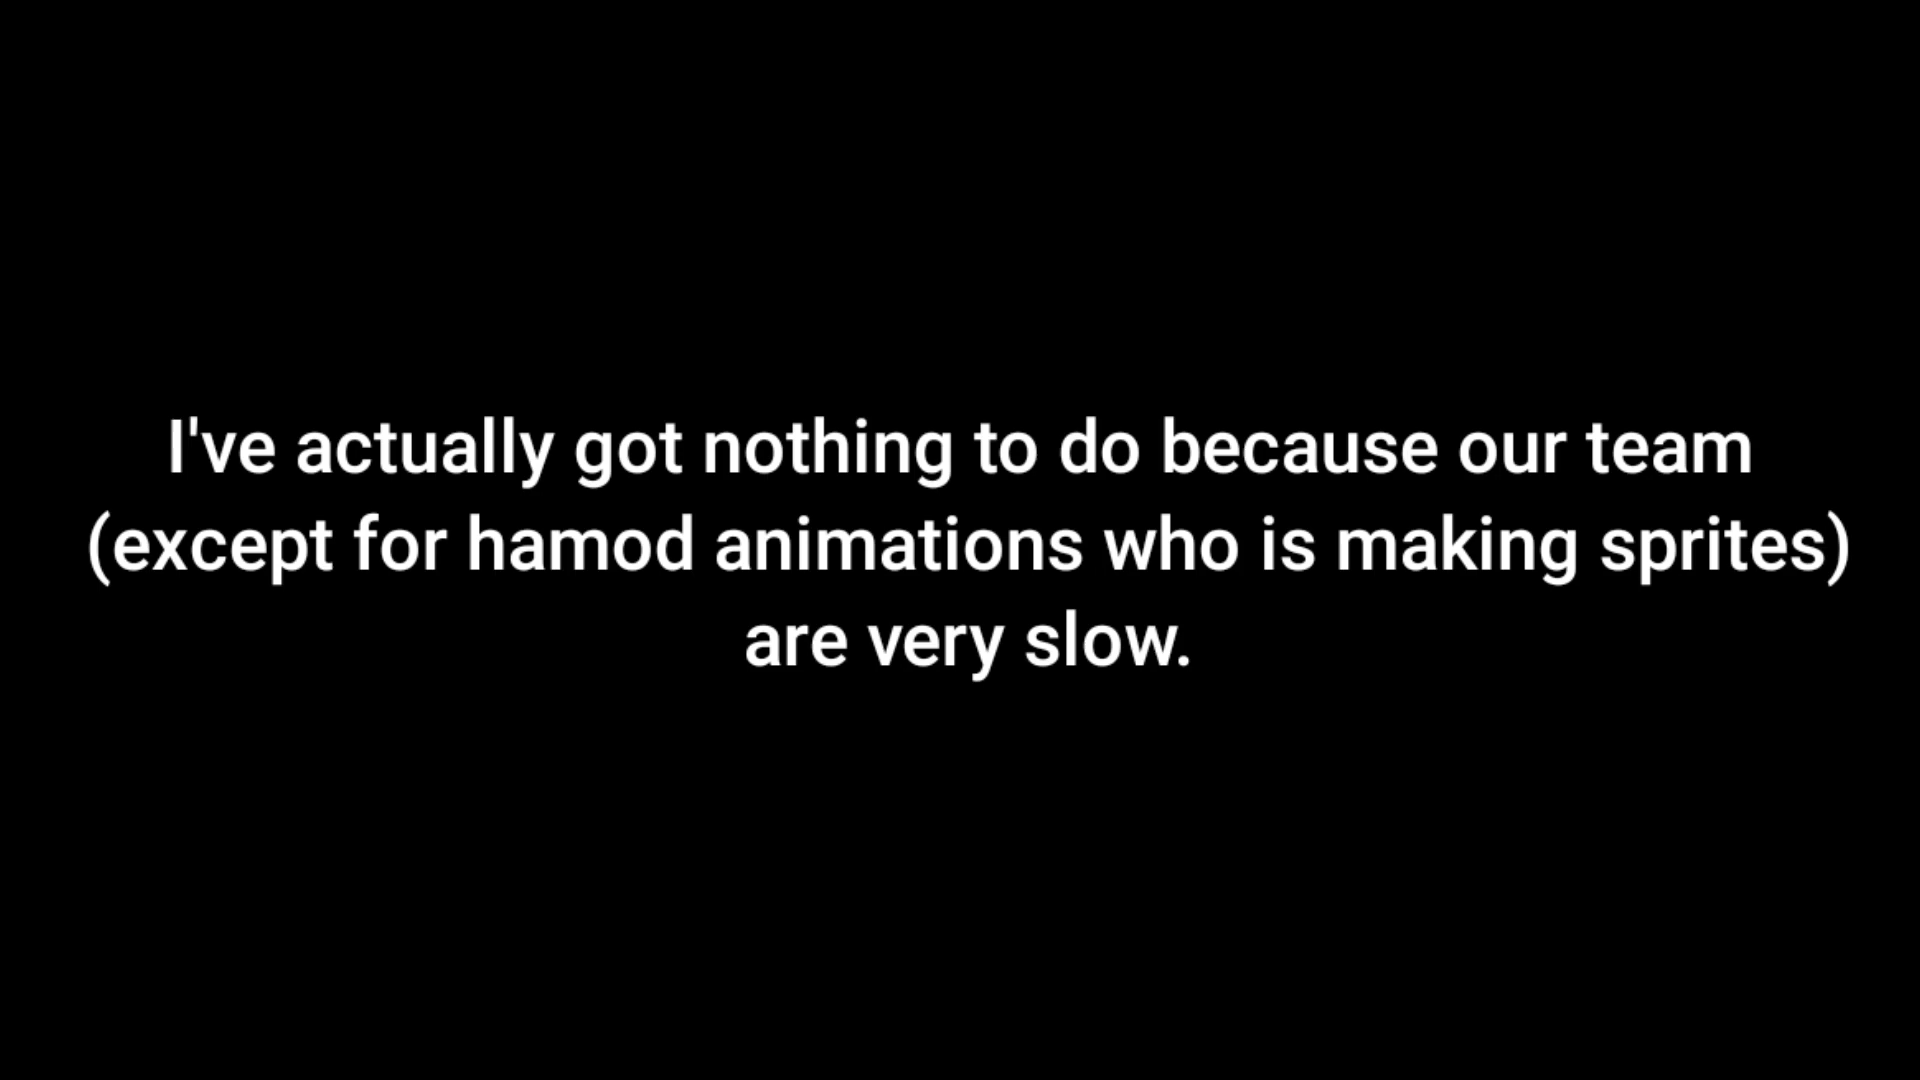 I've actually got nothing to do because our team
(except for hamod animations who is making sprites)
are very slow.